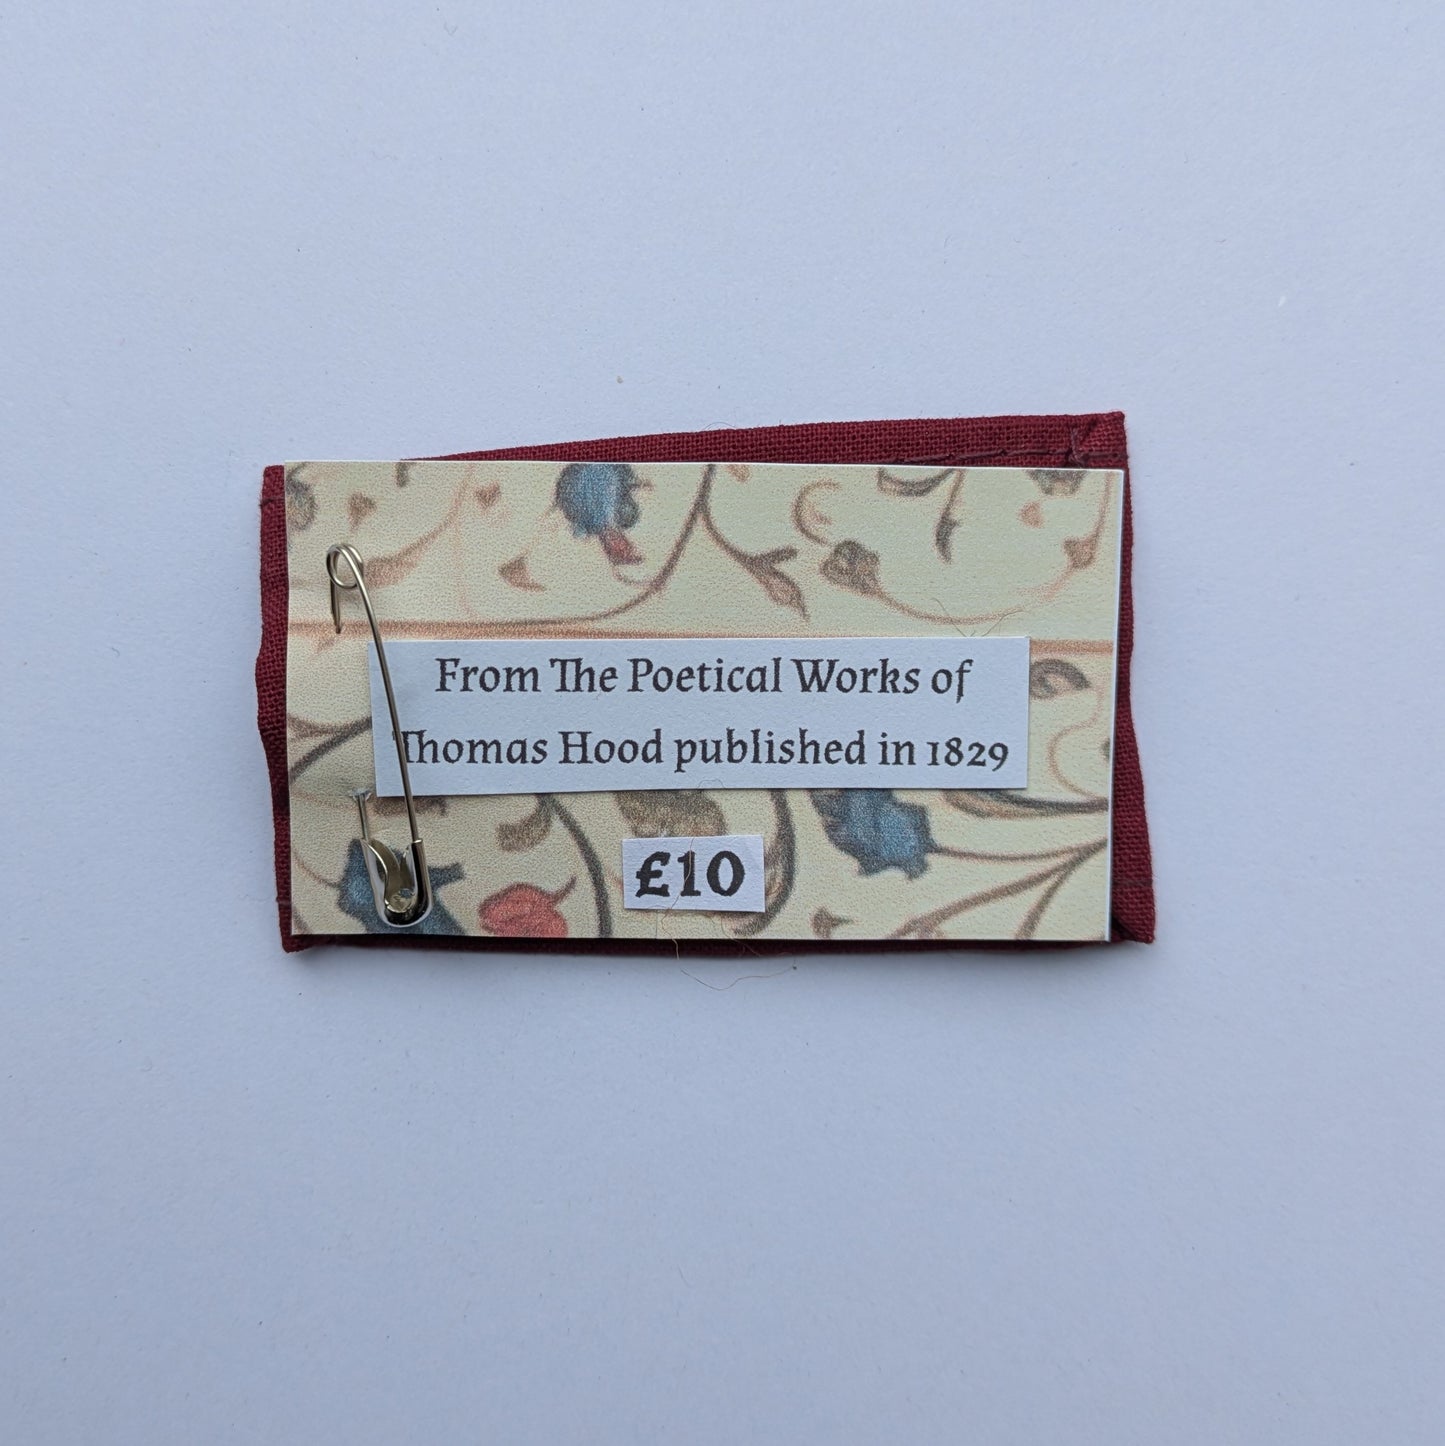 From The Poetical Works of
Thomas Hood published in 1829
£10